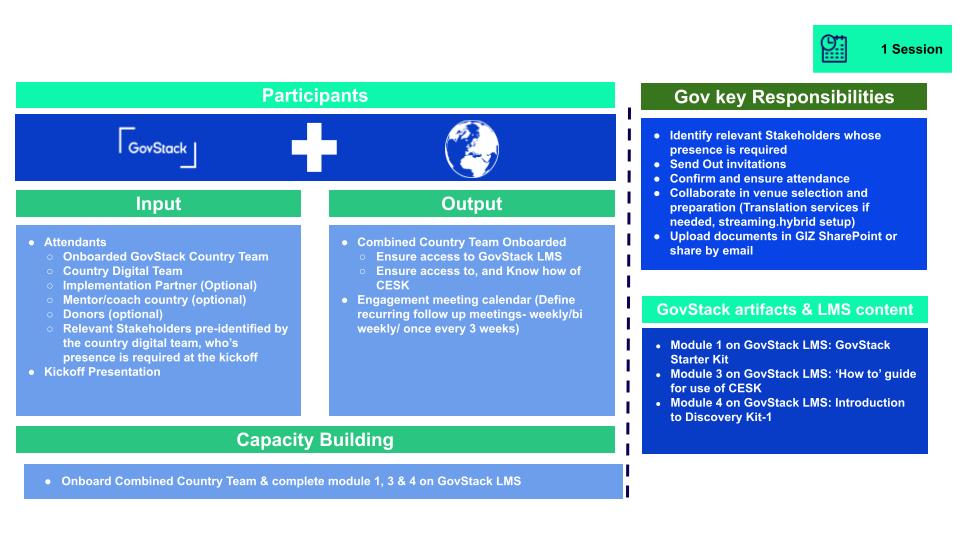 1 Session
Participants
GovStack
Input
● Attendants
○ Onboarded GovStack Country Team
○ Country Digital Team
○ Implementation Partner (Optional)
○ Mentor/coach country (optional)
○ Donors (optional)
○ Relevant Stakeholders pre-identified by
the country digital team, who's
presence is required at the kickoff
● Kickoff Presentation
Output
● Combined Country Team Onboarded
○ Ensure access to GovStack LMS
○ Ensure access to, and Know how of
CESK
● Engagement meeting calendar (Define
recurring follow up meetings- weekly/bi
weekly/ once every 3 weeks)
Capacity Building
● Onboard Combined Country Team & complete module 1, 3 & 4 on GovStack LMS
Gov key Responsibilities
● Identify relevant Stakeholders whose
presence is required
● Send Out invitations
● Confirm and ensure attendance
● Collaborate in venue selection and
preparation (Translation services if
needed, streaming.hybrid setup)
● Upload documents in GIZ SharePoint or
share by email
GovStack artifacts & LMS content
● Module 1 on GovStack LMS: GovStack
Starter Kit
● Module 3 on GovStack LMS: ‘How to’ guide
for use of CESK
● Module 4 on GovStack LMS: Introduction
to Discovery Kit-1